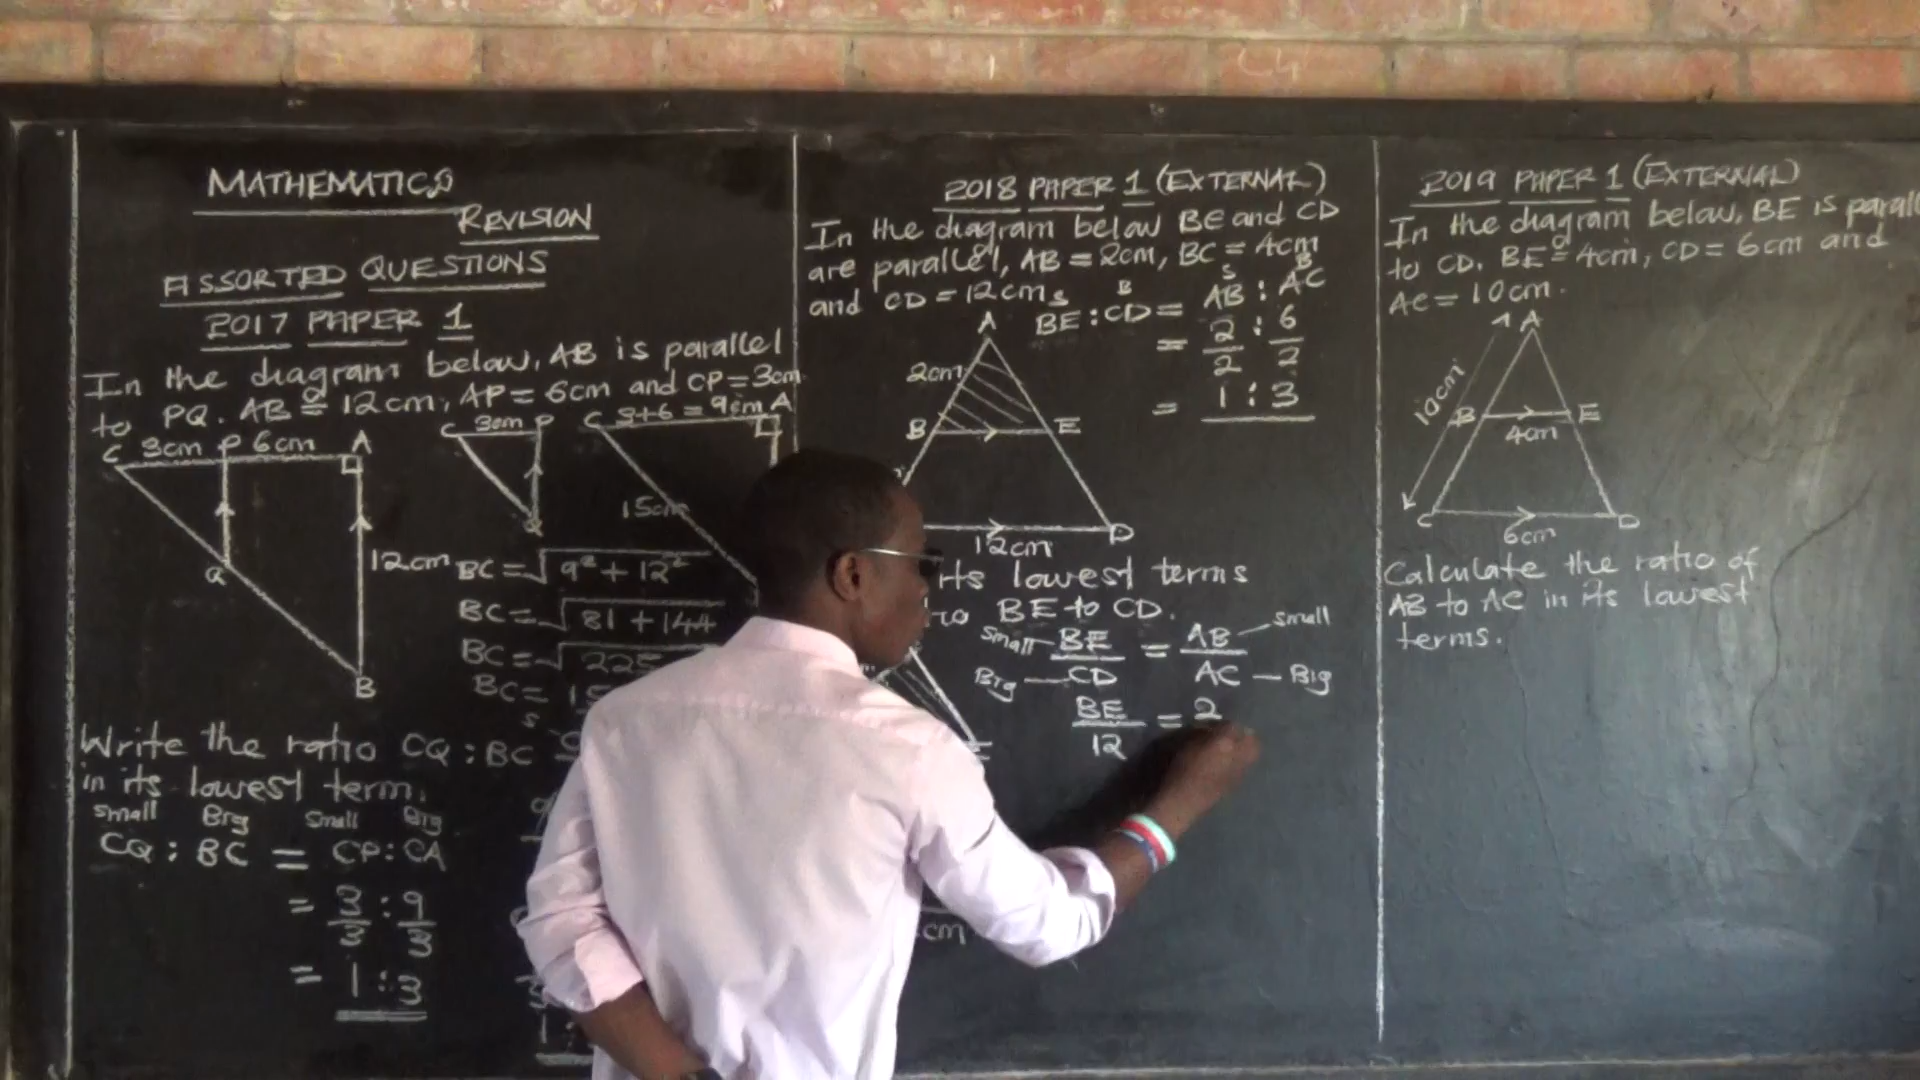 MATHEMATICS
REVISION
ASSORTED QUESTIONS
2017 PAPER 1
In the diagram below, AB is parallel
to PQ. AB = 12cm, AP = 6cm and CP = 3cm
C 3cm P 6cm A
Q
12cm
B
C 3cm P
Q
C 3+6 = 9cm A
15cm
BC = √9² + 12²
BC = √81 + 144
BC = √225
BC =
Write the ratio CQ : BC
in its lowest term.
small Big small Big
CQ : BC = CP : CA
= 3/3 : 9/3
= 1 : 3
2018 PAPER 1 (EXTERNAL)
In the diagram below BE and CD
are parallel, AB = 2cm, BC = 4cm
and CD = 12cm
S B S B
BE : CD = AB : AC
= 2/2 : 6/2
= 1 : 3
A
2cm
B E
12cm D
its lowest terms
BE to CD.
small BE/CD Big = AB/AC small Big
BE/12 = 2
cm
2019 PAPER 1 (EXTERNAL)
In the diagram below, BE is parall
to CD. BE = 4cm, CD = 6cm and
AC = 10cm.
A
10cm
B E
4cm
C D
6cm
Calculate the ratio of
AB to AC in its lowest
terms.